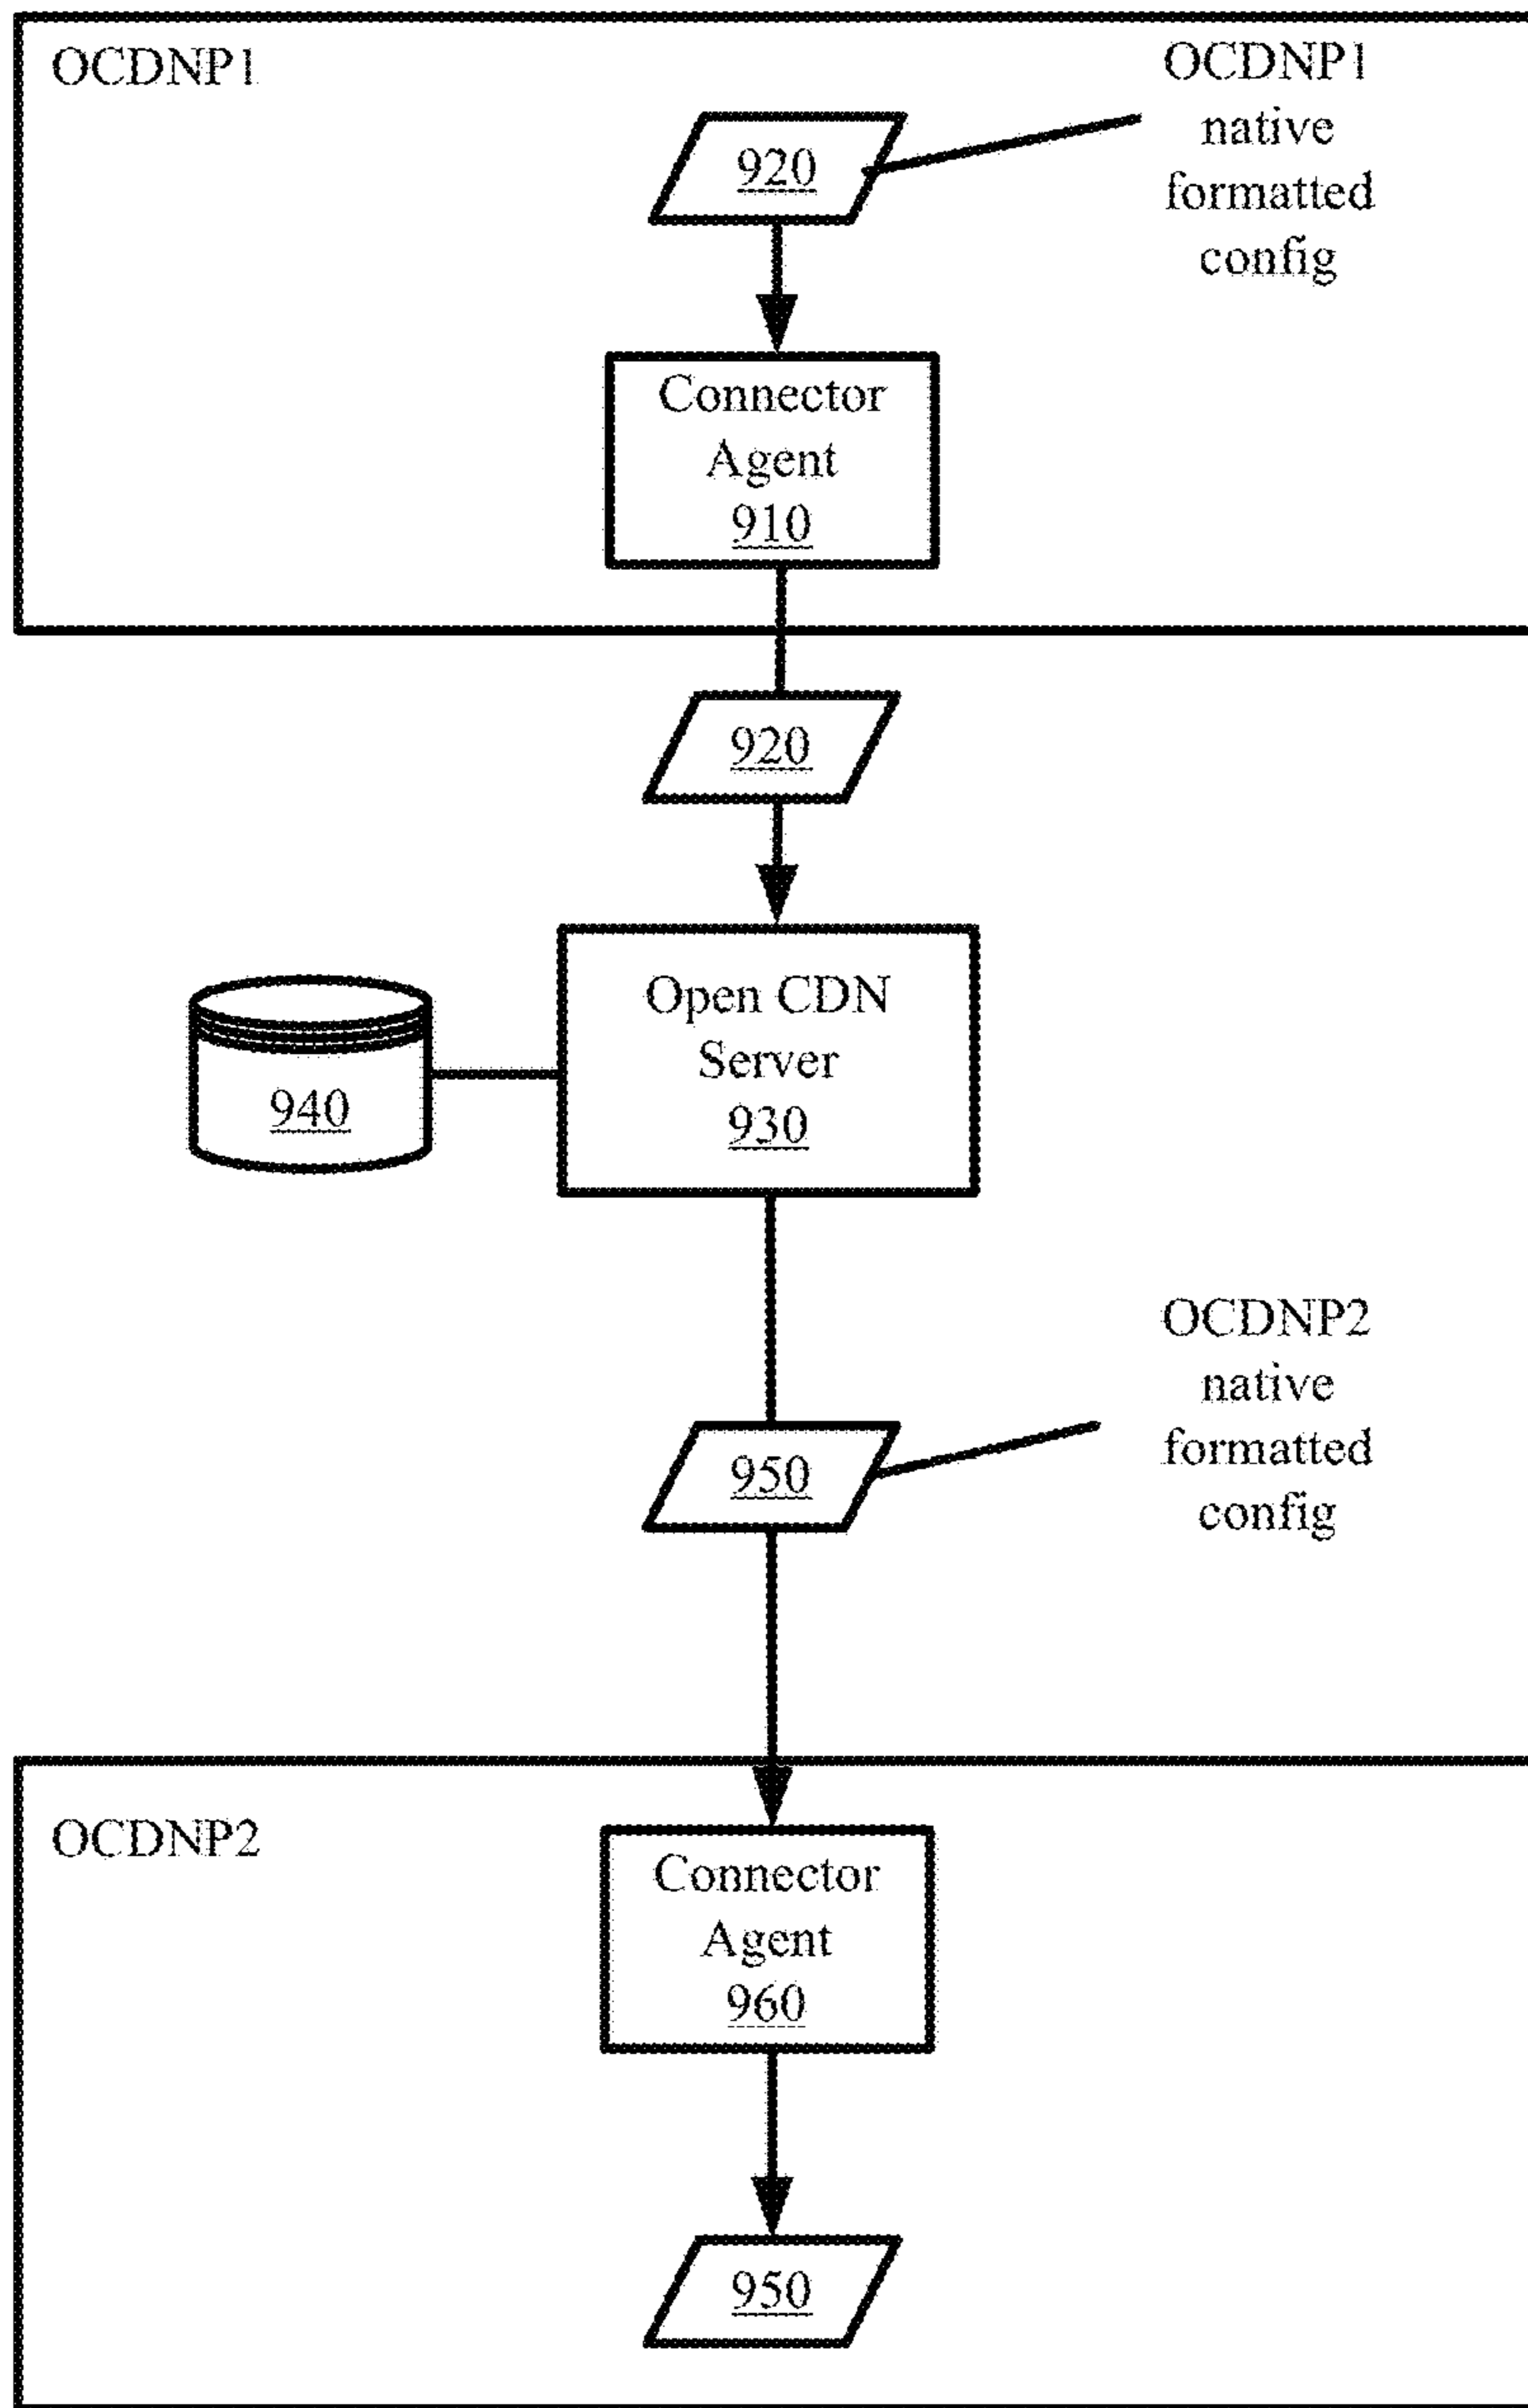 OCDNP1
OCDNP1
native
formatted
config
920
Connector
Agent
910
920
Open CDN
Server
930
940
OCDNP2
native
formatted
config
950
OCDNP2
Connector
Agent
960
950